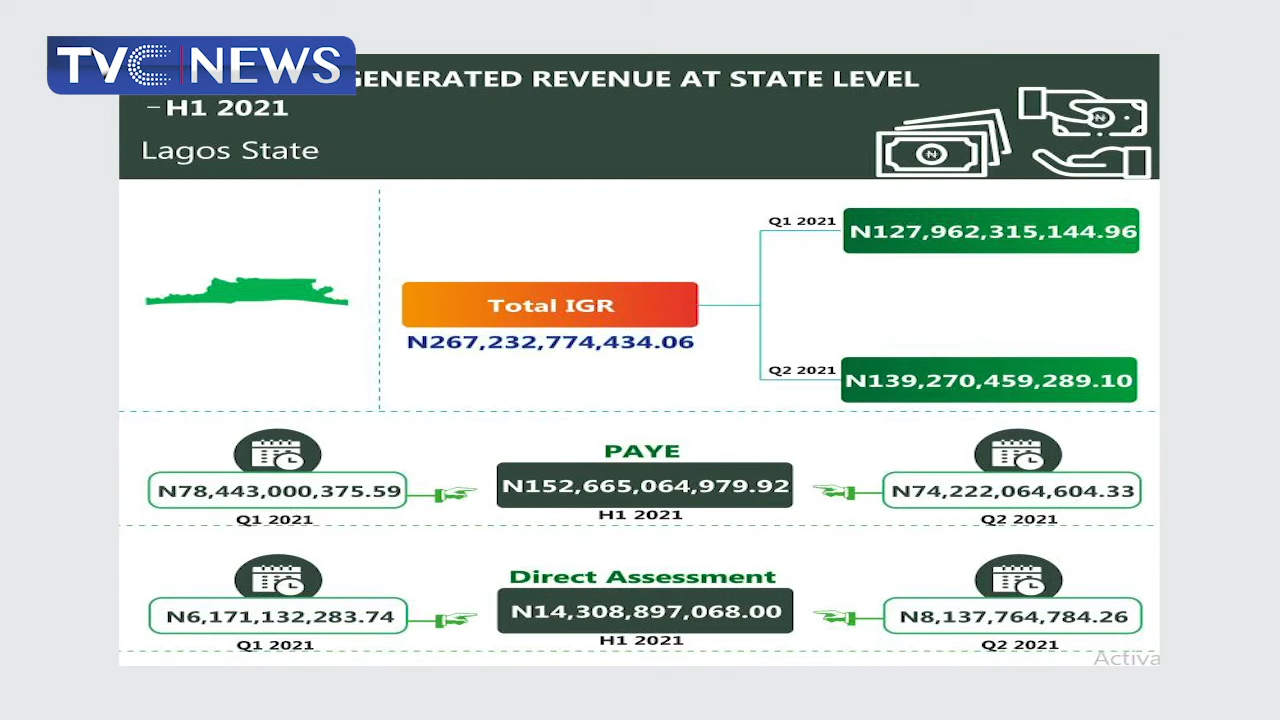 TVC NEWS
GENERATED REVENUE AT STATE LEVEL
– H1 2021
Lagos State
Q1 2021
N127,962,315,144.96
Total IGR
N267,232,774,434.06
Q2 2021
N139,270,459,289.10
PAYE
N78,443,000,375.59
N152,665,064,979.92
N74,222,064,604.33
Q1 2021
H1 2021
Q2 2021
Direct Assessment
N6,171,132,283.74
N14,308,897,068.00
N8,137,764,784.26
Q1 2021
H1 2021
Q2 2021
Activa